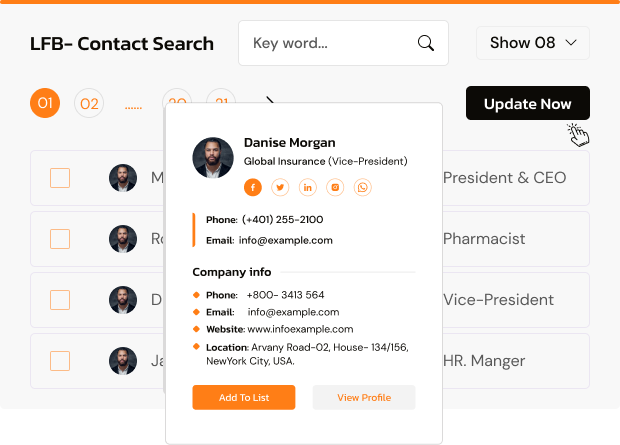 LFB- Contact Search
Key word...
Show 08
01 02 ...... 20 21
Update Now
Danise Morgan
Global Insurance (Vice-President)
Phone: (+401) 255-2100
Email: info@example.com
Company info
Phone: +800- 3413 564
Email: info@example.com
Website: www.infoexample.com
Location: Arvany Road-02, House- 134/156,
NewYork City, USA.
Add To List
View Profile
President & CEO
Pharmacist
Vice-President
HR. Manger